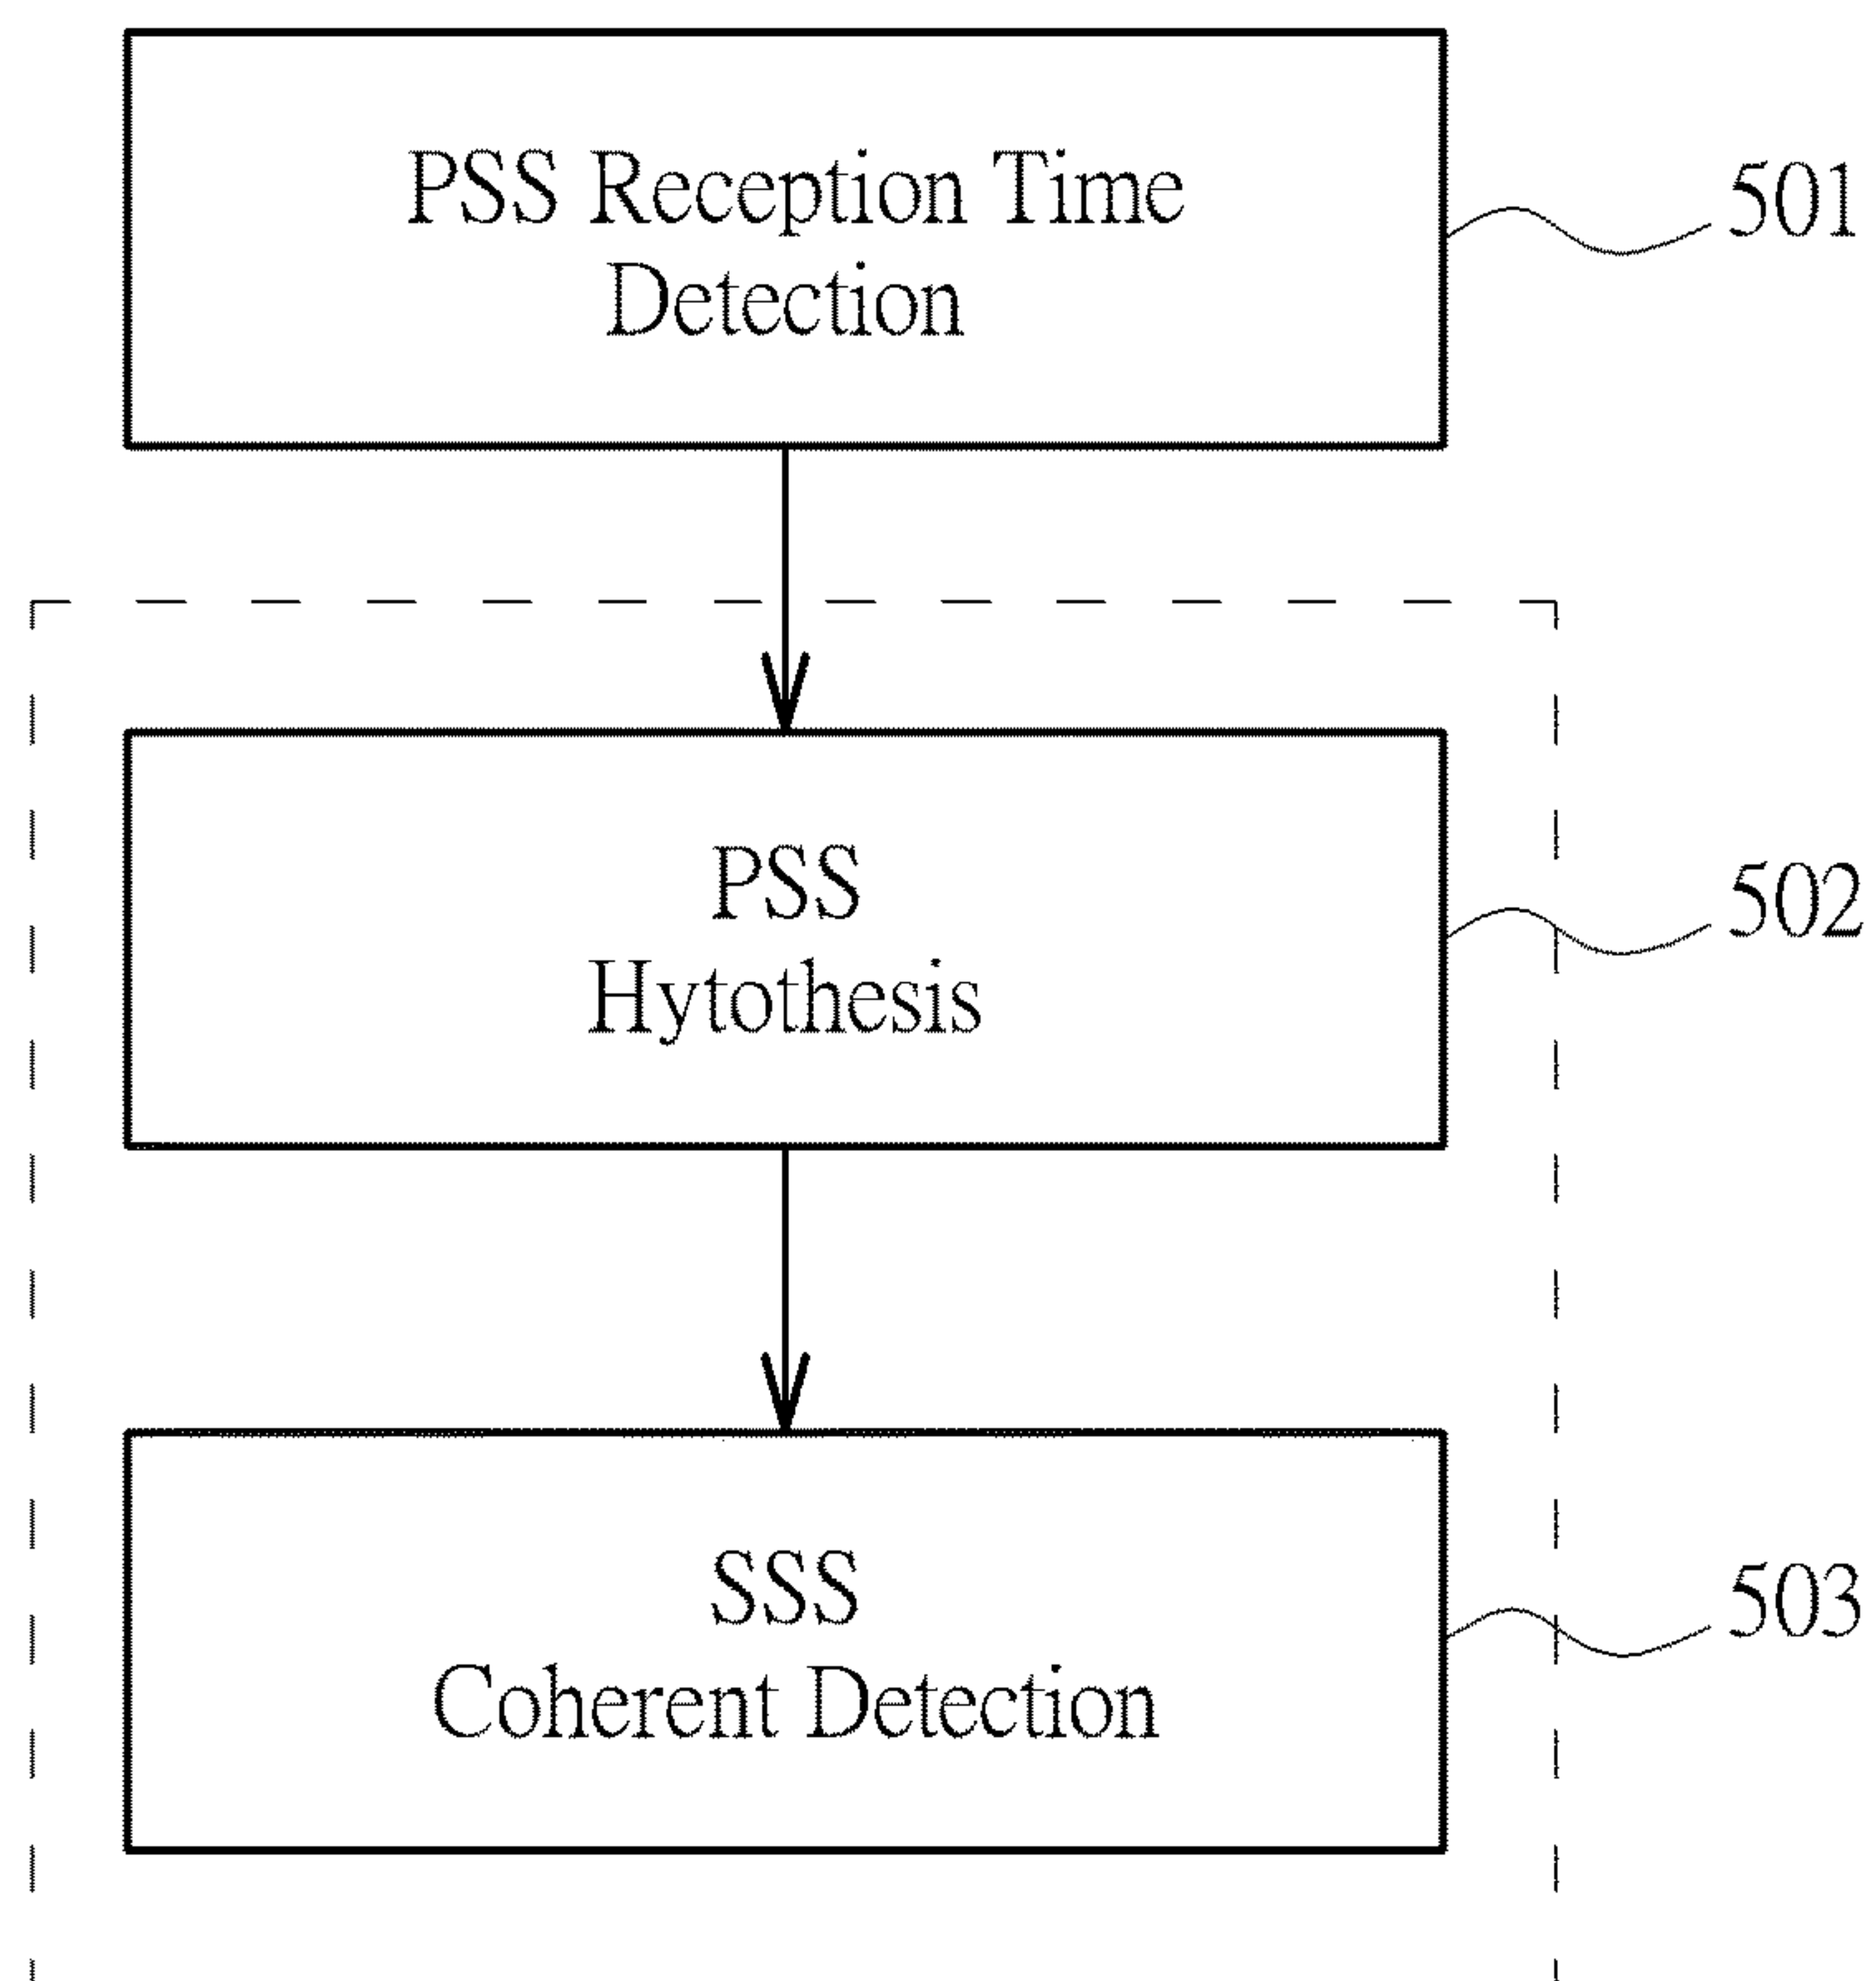 PSS Reception Time
Detection
501
PSS
Hytothesis
502
SSS
Coherent Detection
503